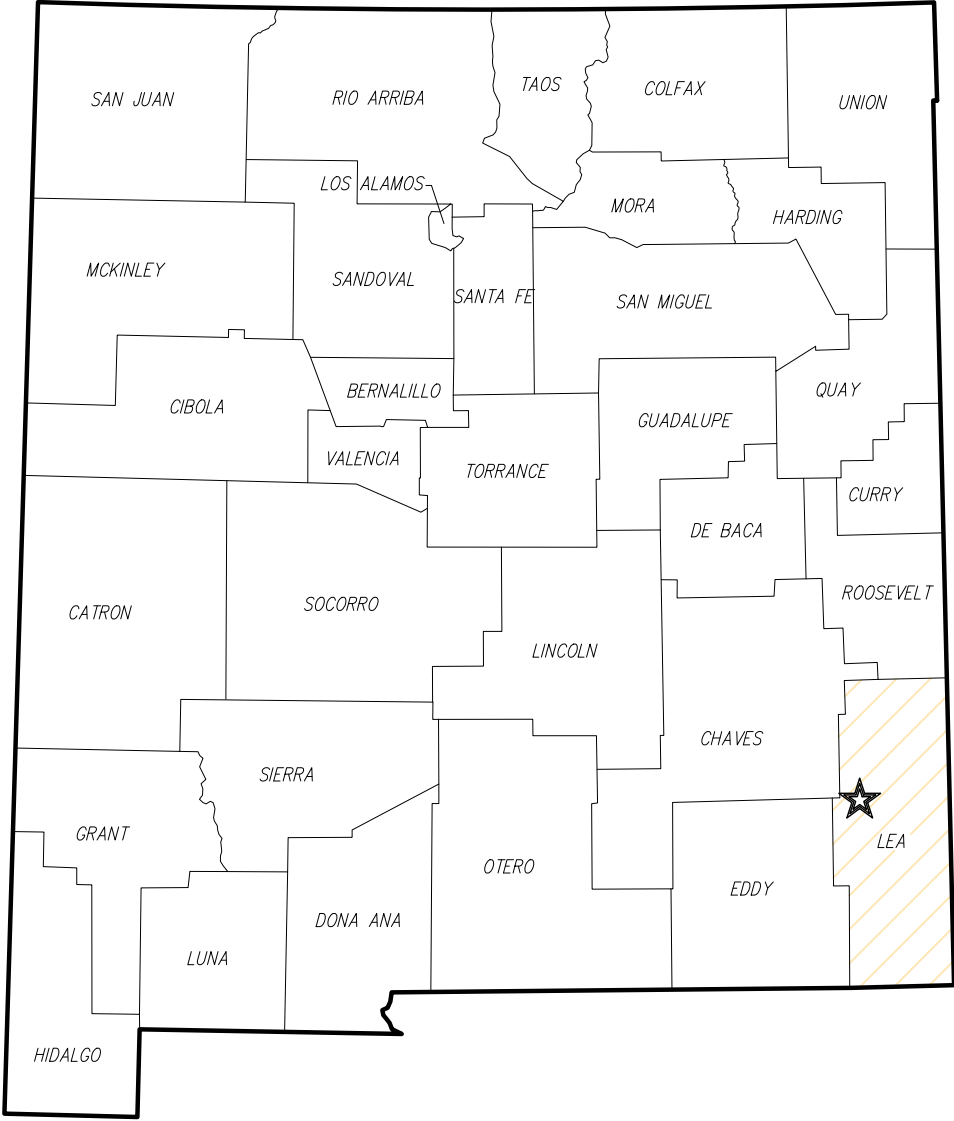 SAN JUAN
RIO ARRIBA
TAOS
COLFAX
UNION
LOS ALAMOS
MORA
HARDING
MCKINLEY
SANDOVAL
SANTA FE
SAN MIGUEL
CIBOLA
BERNALILLO
GUADALUPE
QUAY
VALENCIA
TORRANCE
CURRY
DE BACA
CATRON
SOCORRO
LINCOLN
ROOSEVELT
SIERRA
CHAVES
GRANT
LEA
OTERO
EDDY
DONA ANA
LUNA
HIDALGO